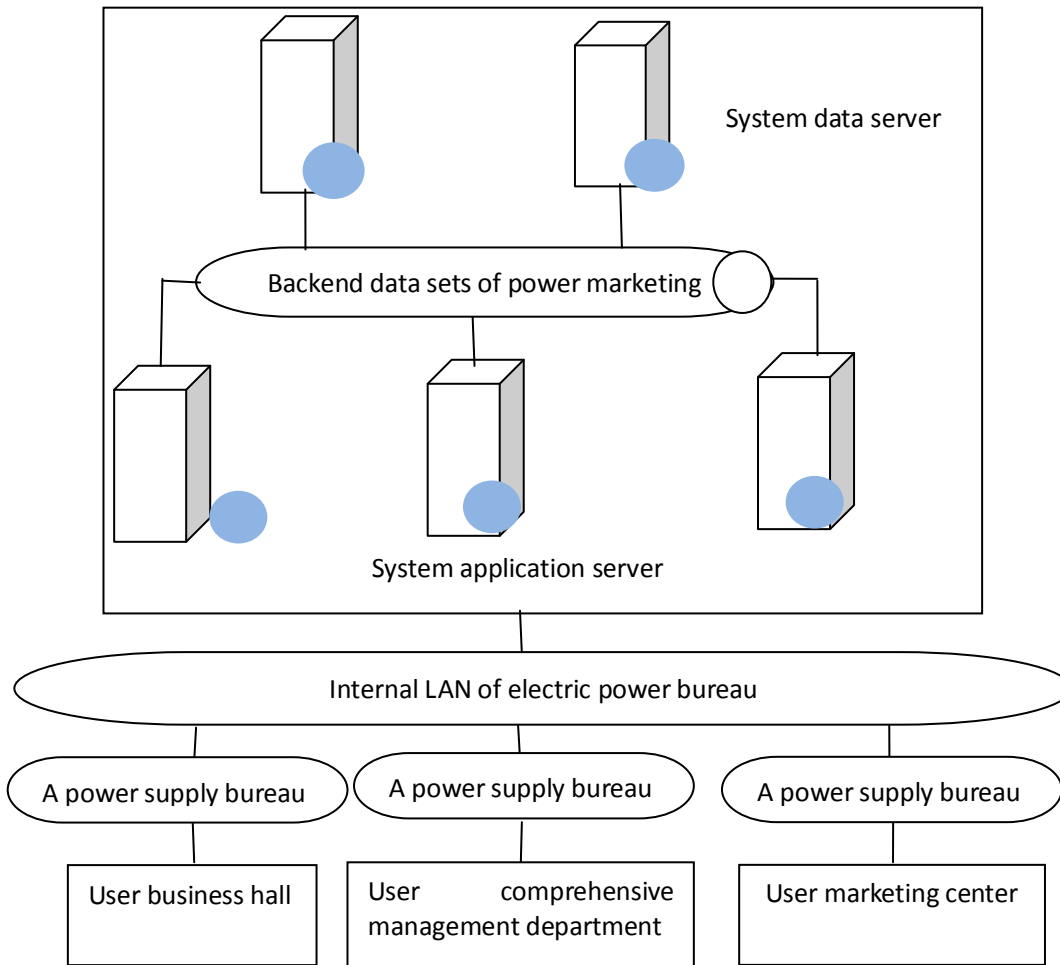 System data server
Backend data sets of power marketing
System application server
Internal LAN of electric power bureau
A power supply bureau
A power supply bureau
A power supply bureau
User business hall
User comprehensive
management department
User marketing center